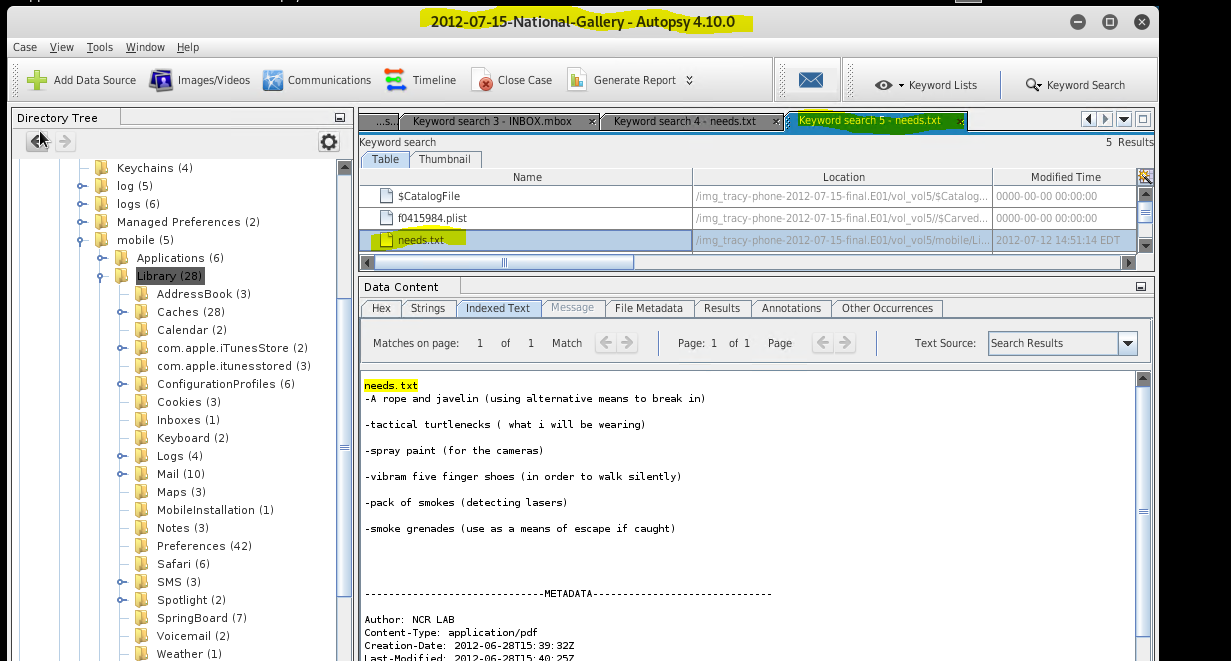 2012-07-15-National-Gallery - Autopsy 4.10.0
Case View Tools Window Help
Add Data Source Images/Videos Communications Timeline Close Case Generate Report Keyword Lists Keyword Search
Directory Tree
Keychains (4)
log (5)
logs (6)
Managed Preferences (2)
mobile (5)
Applications (6)
Library (28)
AddressBook (3)
Caches (28)
Calendar (2)
com.apple.iTunesStore (2)
com.apple.itunesstored (3)
ConfigurationProfiles (6)
Cookies (3)
Inboxes (1)
Keyboard (2)
Logs (4)
Mail (10)
Maps (3)
MobileInstallation (1)
Notes (3)
Preferences (42)
Safari (6)
SMS (3)
Spotlight (2)
SpringBoard (7)
Voicemail (2)
Weather (1)
...s... Keyword search 3 - INBOX.mbox Keyword search 4 - needs.txt Keyword search 5 - needs.txt
Keyword search 5 Results
Table Thumbnail
Name Location Modified Time
$CatalogFile /img_tracy-phone-2012-07-15-final.E01/vol_vol5/$Catalog... 0000-00-00 00:00:00
f0415984.plist /img_tracy-phone-2012-07-15-final.E01/vol_vol5//$Carved... 0000-00-00 00:00:00
needs.txt /img_tracy-phone-2012-07-15-final.E01/vol_vol5/mobile/Li... 2012-07-12 14:51:14 EDT
Data Content
Hex Strings Indexed Text Message File Metadata Results Annotations Other Occurrences
Matches on page: 1 of 1 Match Page: 1 of 1 Page Text Source: Search Results
needs.txt
-A rope and javelin (using alternative means to break in)
-tactical turtlenecks ( what i will be wearing)
-spray paint (for the cameras)
-vibram five finger shoes (in order to walk silently)
-pack of smokes (detecting lasers)
-smoke grenades (use as a means of escape if caught)
------------------------------METADATA------------------------------
Author: NCR LAB
Content-Type: application/pdf
Creation-Date: 2012-06-28T15:39:32Z
Last-Modified: 2012-06-28T15:40:25Z